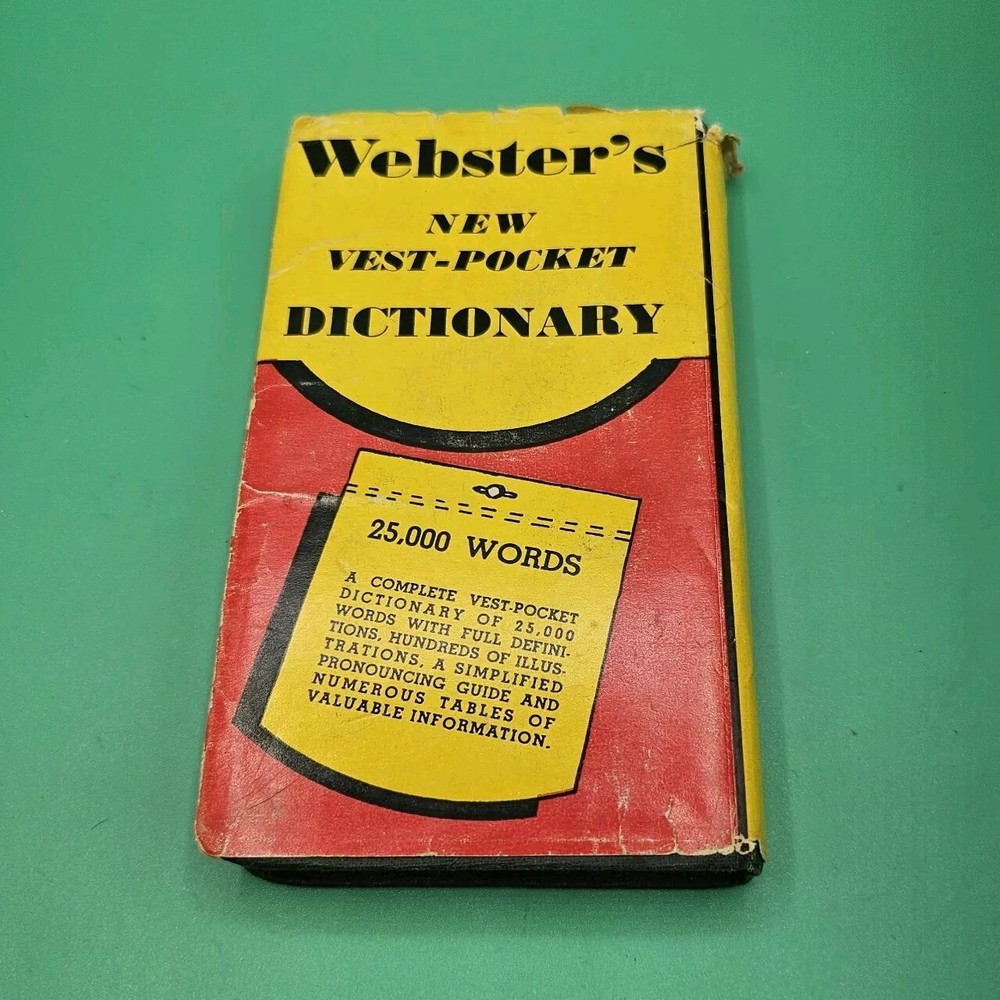 Webster's
NEW
VEST-POCKET
DICTIONARY
25,000 WORDS
A COMPLETE VEST-POCKET
DICTIONARY OF 25,000
WORDS WITH FULL DEFINI-
TIONS, HUNDREDS OF ILLUS-
TRATIONS, A SIMPLIFIED
PRONOUNCING GUIDE AND
NUMEROUS TABLES OF
VALUABLE INFORMATION.